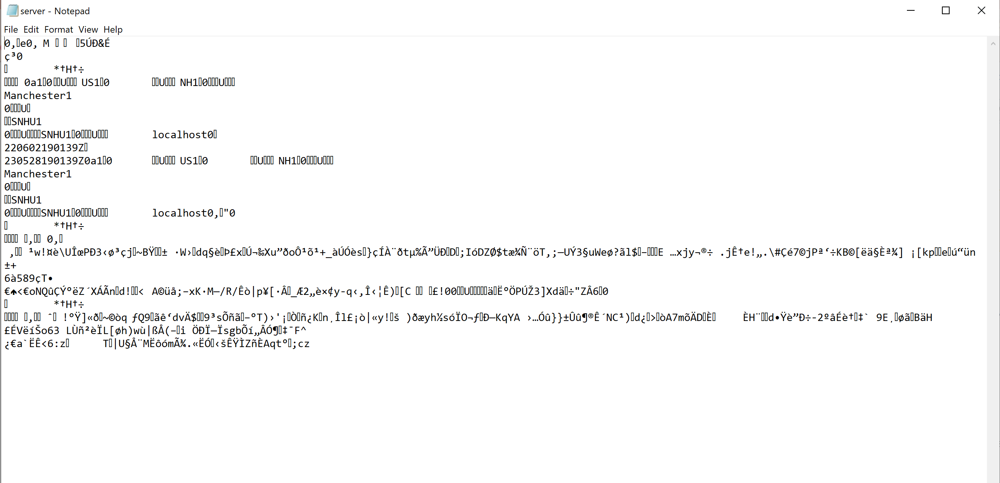 server - Notepad
File Edit Format View Help
0,▯e0, M ▯ ▯ ▯5ÚÐ&É
ç³0
▯ *†H†÷
▯▯▯▯ 0a1▯0▯▯U▯▯▯ US1▯0 ▯▯U▯▯▯ NH1▯0▯▯▯U▯▯▯
Manchester1
0▯▯▯U▯
▯▯SNHU1
0▯▯▯U▯▯▯▯SNHU1▯0▯▯▯U▯▯▯ localhost0▯
220602190139Z▯
230528190139Z0a1▯0 ▯▯U▯▯▯ US1▯0 ▯▯U▯▯▯ NH1▯0▯▯▯U▯▯▯
Manchester1
0▯▯▯U▯
▯▯SNHU1
0▯▯▯U▯▯▯▯SNHU1▯0▯▯▯U▯▯▯ localhost0,▯"0
▯ *†H†÷
▯▯▯▯ ▯,▯▯ 0,▯
,▯▯ ¹w!¤è\UÎœPÐ3‹ø³çj▯~BŸ▯▯± ·W›▯dq§è▯Þ£x▯Ú¬‰Xu”ðoÔ¹õ¹+_àÚÓès▯}çÍÀ¨ðtµ%Ã”ÜÐ▯D▯;IóDZØ$tæ¾Ñ¨öT,;—UÝ3§uWeø?ãl$▯–▯▯▯E …xjy¬®÷ .jÊ†e!„.\#Çé7©jPª‘÷KB©[ëä§Èª¾] ¡[kp▯▯e▯ú“ün
±+
6à589çT•
€♠<€oNQûÇÝºëZ´XÁÃn▯d!▯▯< A©üå;–xK·M—/R/Êò|p¥[·Â▯_Æ2„è×¢y-q‹,Î‹¦Ê)▯[C ▯▯ ▯£!00▯▯U▯▯▯▯▯ä▯Ë°ÖPÚŽ3]Xdä▯÷"ZÂ6▯0
▯ *†H†÷
▯▯▯▯ ▯,▯▯ ˆ▯ !ºŸ]«ð▯~©òq ƒQ9▯ãê‘dvÄ$▯▯9³sÕñã▯–ºT)›'¡▯Ò▯ñ¿K▯n¸Îl£¡ò|«y!▯š )ðæyh½sóÏO¬ƒ▯Ð—KqYA ›…Óû}}±Ûû¶®Ê´NC¹)▯d¿▯>▯òA7mõÄD▯È▯ ÈH¨▯▯d•Ÿè”Ð÷-2ºâÉè†▯‡` 9E¸▯øã▯BäH
£ÉVëíŠo63 LÙñ²èÏL[øh)wù|ßÅ(–▯i ÖÐÏ—ÏsgbÕí„ÂÓ¶▯‡¯F^
¿€a`ËÊ<6:z▯ T▯|U§Å¨MËôómÃ¾.«ËÓ▯‹šÊŸÌZñÈAqt°▯;cz